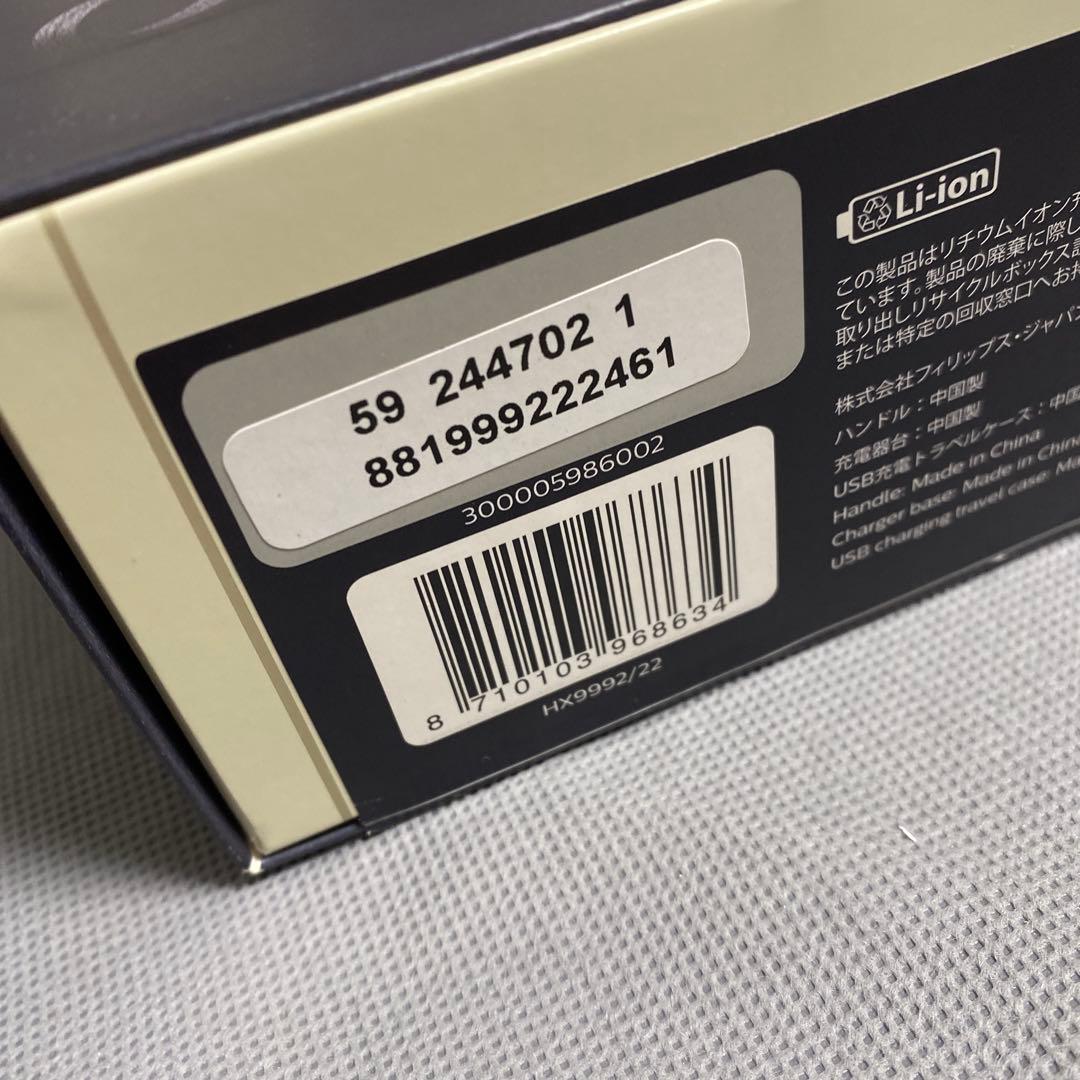 59 244702 1
881999222461
300005986002
8 710103 968634
HX9992/22
Li-ion
この製品はリチウムイオン充
ています。製品の廃棄に際し
取り出しリサイクルボックス設
または特定の回収窓口へお
株式会社フィリップス・ジャパン
ハンドル：中国製
充電器台：中国製
USB充電トラベルケース：中国
Handle: Made in China
Charger base: Made in China
USB charging travel case: Ma